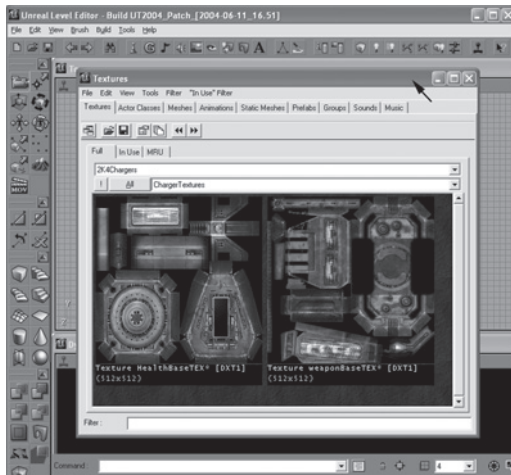 Unreal Level Editor - Build UT2004_Patch_[2004-06-11_16.51]
File Edit View Brush Build Tools Help
Textures
File Edit View Tools Filter "In Use" Filter
Textures Actor Classes Meshes Animations Static Meshes Prefabs Groups Sounds Music
Full In Use MRU
2K4Chargers
! All ChargerTextures
Texture HealthBaseTEX* [DXT1] Texture weaponBaseTEX* [DXT1]
(512x512) (512x512)
Filter :
Command 4